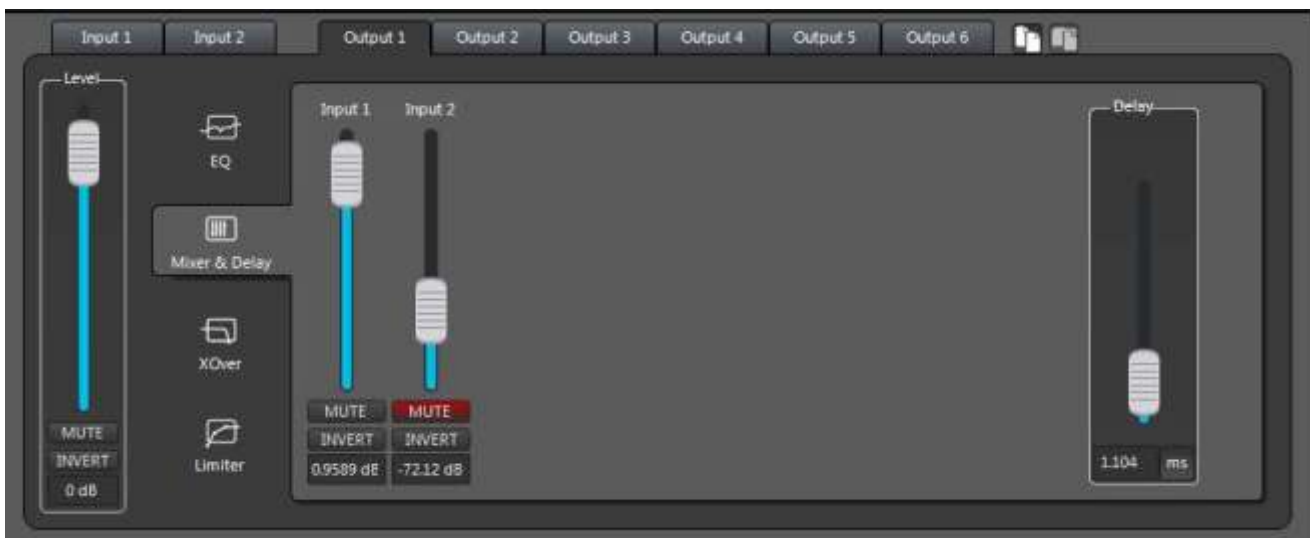 Input 1 Input 2 Output 1 Output 2 Output 3 Output 4 Output 5 Output 6
Level
MUTE
INVERT
0 dB
EQ
Mixer & Delay
XOver
Limiter
Input 1 Input 2
MUTE MUTE
INVERT INVERT
0.9589 dB -72.12 dB
Delay
1.104 ms